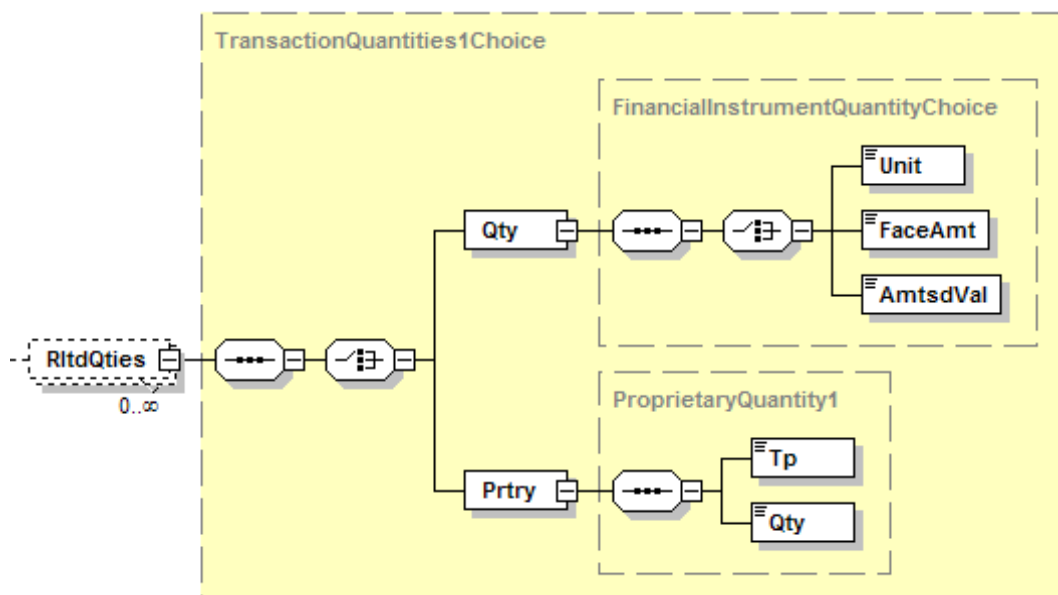 TransactionQuantities1Choice
FinancialInstrumentQuantityChoice
Unit
Qty
FaceAmt
AmtsdVal
RltdQties
0..∞
ProprietaryQuantity1
Tp
Prtry
Qty